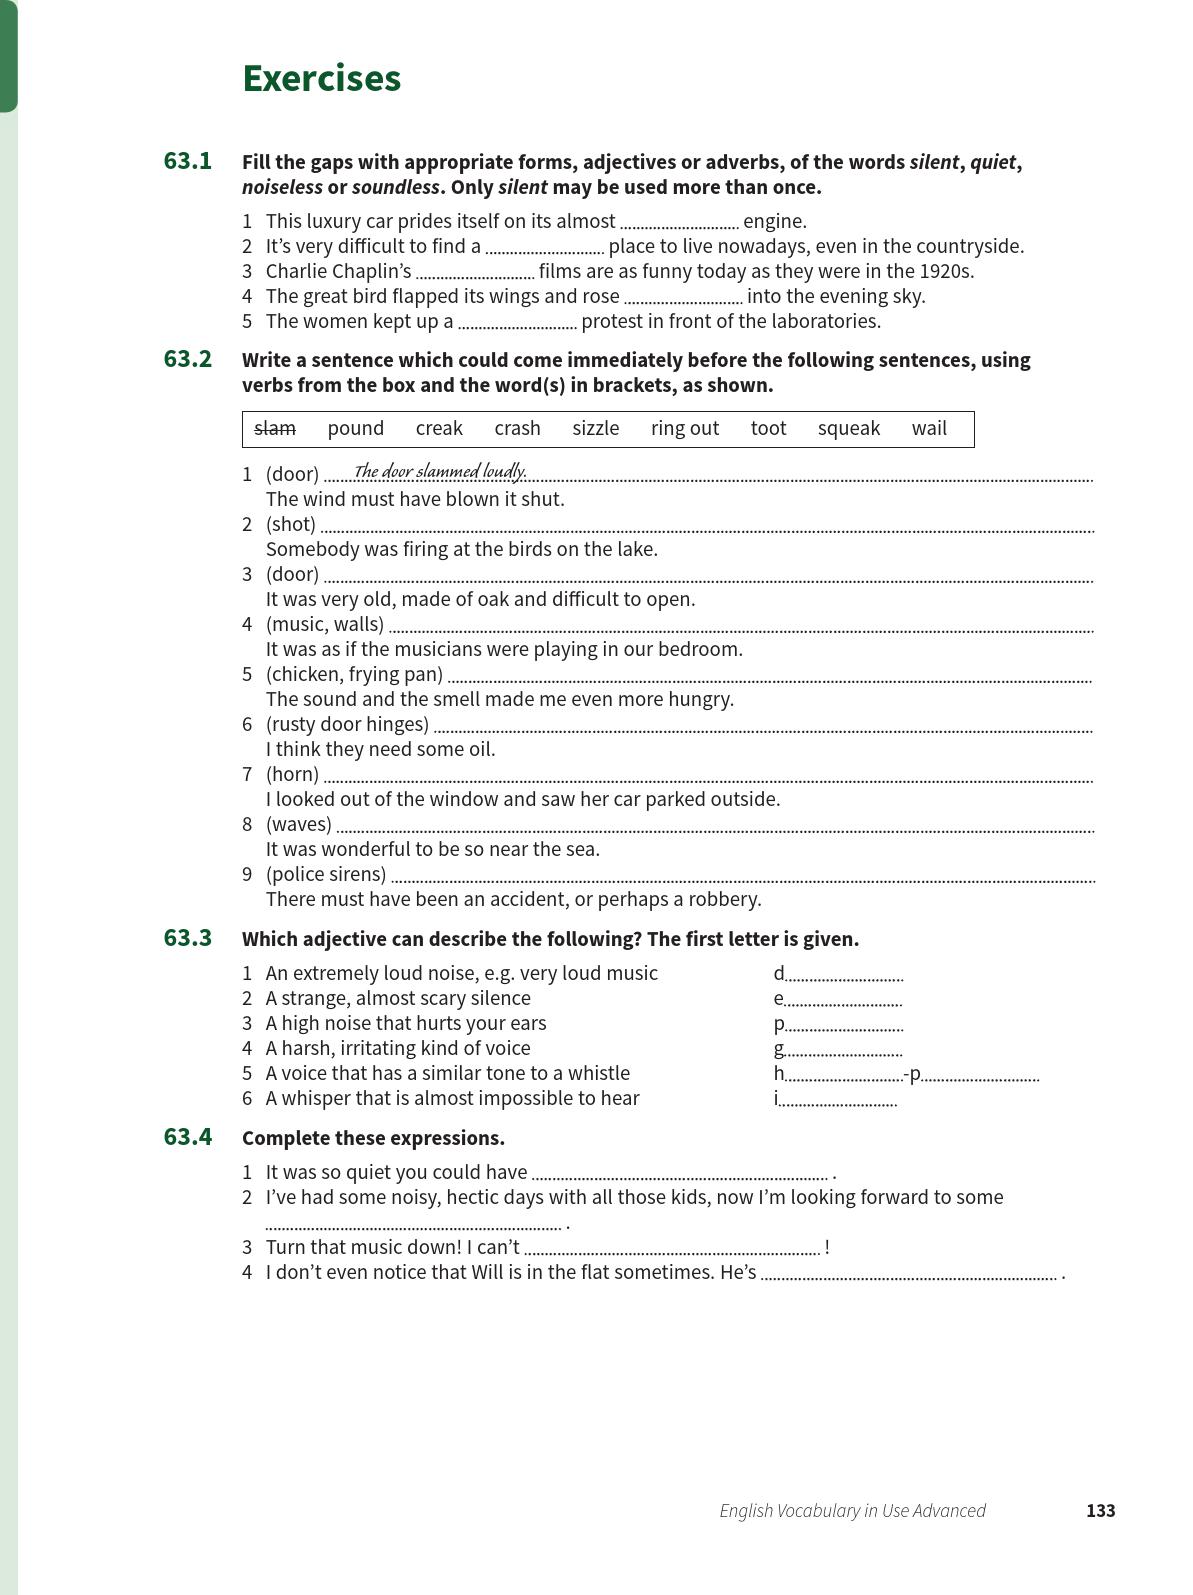 Exercises
63.1 Fill the gaps with appropriate forms, adjectives or adverbs, of the words silent, quiet,
noiseless or soundless. Only silent may be used more than once.
1 This luxury car prides itself on its almost ............................ engine.
2 It’s very difficult to find a ............................ place to live nowadays, even in the countryside.
3 Charlie Chaplin’s ............................ films are as funny today as they were in the 1920s.
4 The great bird flapped its wings and rose ............................ into the evening sky.
5 The women kept up a ............................ protest in front of the laboratories.
63.2 Write a sentence which could come immediately before the following sentences, using
verbs from the box and the word(s) in brackets, as shown.
slam pound creak crash sizzle ring out toot squeak wail
1 (door) The door slammed loudly.
The wind must have blown it shut.
2 (shot) ............................
Somebody was firing at the birds on the lake.
3 (door) ............................
It was very old, made of oak and difficult to open.
4 (music, walls) ............................
It was as if the musicians were playing in our bedroom.
5 (chicken, frying pan) ............................
The sound and the smell made me even more hungry.
6 (rusty door hinges) ............................
I think they need some oil.
7 (horn) ............................
I looked out of the window and saw her car parked outside.
8 (waves) ............................
It was wonderful to be so near the sea.
9 (police sirens) ............................
There must have been an accident, or perhaps a robbery.
63.3 Which adjective can describe the following? The first letter is given.
1 An extremely loud noise, e.g. very loud music d............................
2 A strange, almost scary silence e............................
3 A high noise that hurts your ears p............................
4 A harsh, irritating kind of voice g............................
5 A voice that has a similar tone to a whistle h............................-p............................
6 A whisper that is almost impossible to hear i............................
63.4 Complete these expressions.
1 It was so quiet you could have ............................ .
2 I’ve had some noisy, hectic days with all those kids, now I’m looking forward to some
............................ .
3 Turn that music down! I can’t ............................ !
4 I don’t even notice that Will is in the flat sometimes. He’s ............................ .
English Vocabulary in Use Advanced 133